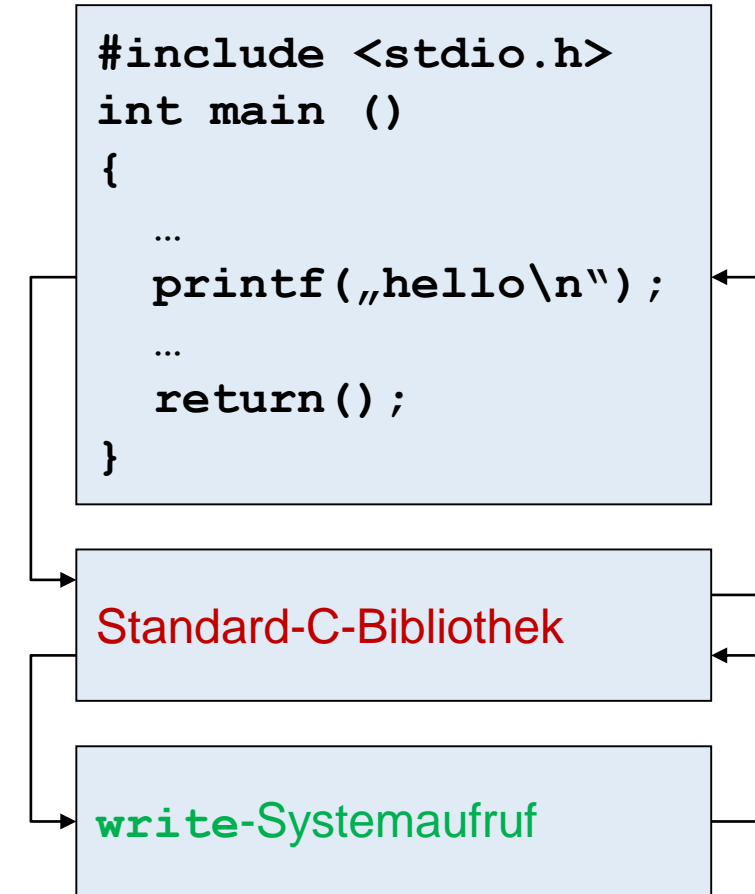 #include <stdio.h>
int main ()
{
…
printf(„hello\n“);
…
return();
}
Standard-C-Bibliothek
write-Systemaufruf